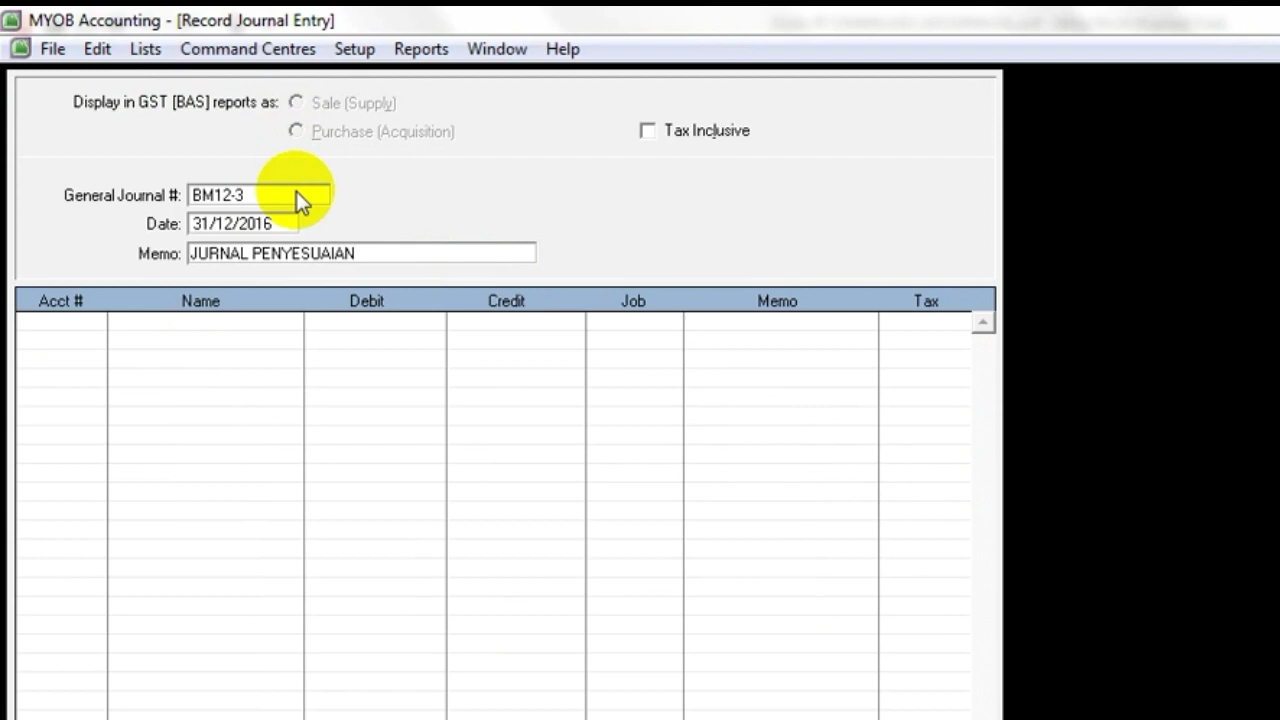 MYOB Accounting - [Record Journal Entry]
File Edit Lists Command Centres Setup Reports Window Help
Display in GST [BAS] reports as: Sale (Supply)
Purchase (Acquisition) Tax Inclusive
General Journal #: BM12-3
Date: 31/12/2016
Memo: JURNAL PENYESUAIAN
Acct # Name Debit Credit Job Memo Tax